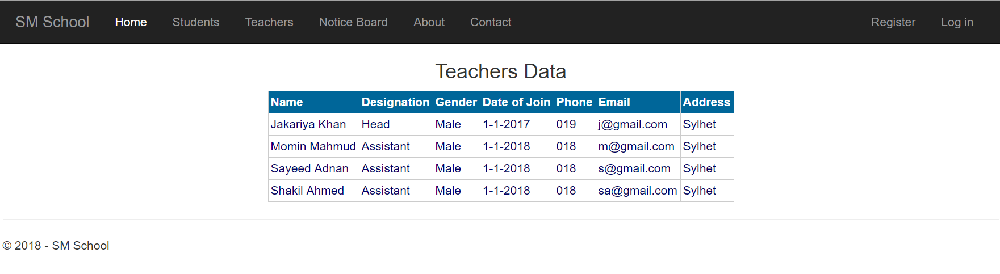 SM School Home Students Teachers Notice Board About Contact Register Log in
Teachers Data
Name Designation Gender Date of Join Phone Email Address
Jakariya Khan Head Male 1-1-2017 019 j@gmail.com Sylhet
Momin Mahmud Assistant Male 1-1-2018 018 m@gmail.com Sylhet
Sayeed Adnan Assistant Male 1-1-2018 018 s@gmail.com Sylhet
Shakil Ahmed Assistant Male 1-1-2018 018 sa@gmail.com Sylhet
© 2018 - SM School